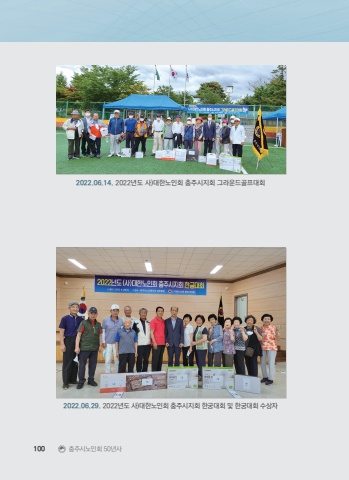 2022.06.14. 2022년도 사)대한노인회 충주시지회 그라운드골프대회
2022년도 (사)대한노인회 충주시지회 한궁대회
2022.06.29. 2022년도 사)대한노인회 충주시지회 한궁대회 및 한궁대회 수상자
100 충주시노인회 50년사